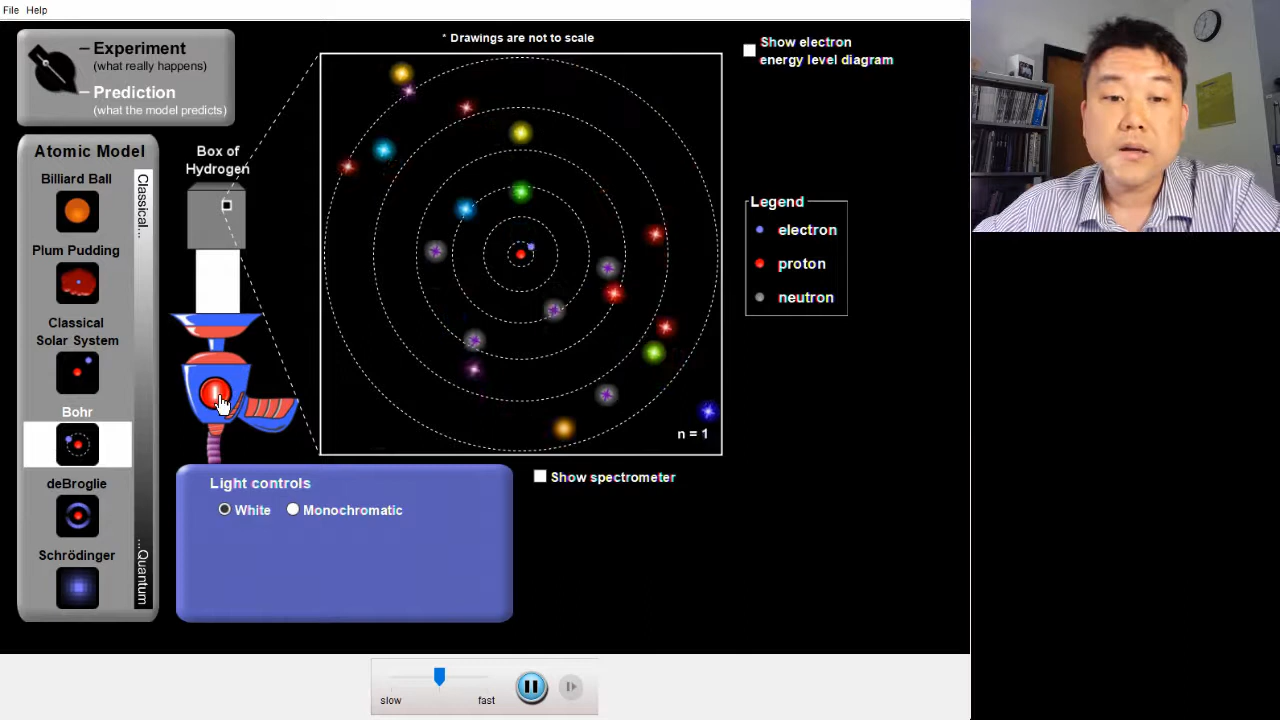 File Help
Experiment
(what really happens)
Prediction
(what the model predicts)
Atomic Model
Billiard Ball
Plum Pudding
Classical
Solar System
Bohr
deBroglie
Schrödinger
Classical...
...Quantum
Box of
Hydrogen
* Drawings are not to scale
n = 1
Show electron
energy level diagram
Legend
electron
proton
neutron
Light controls
White Monochromatic
Show spectrometer
slow fast